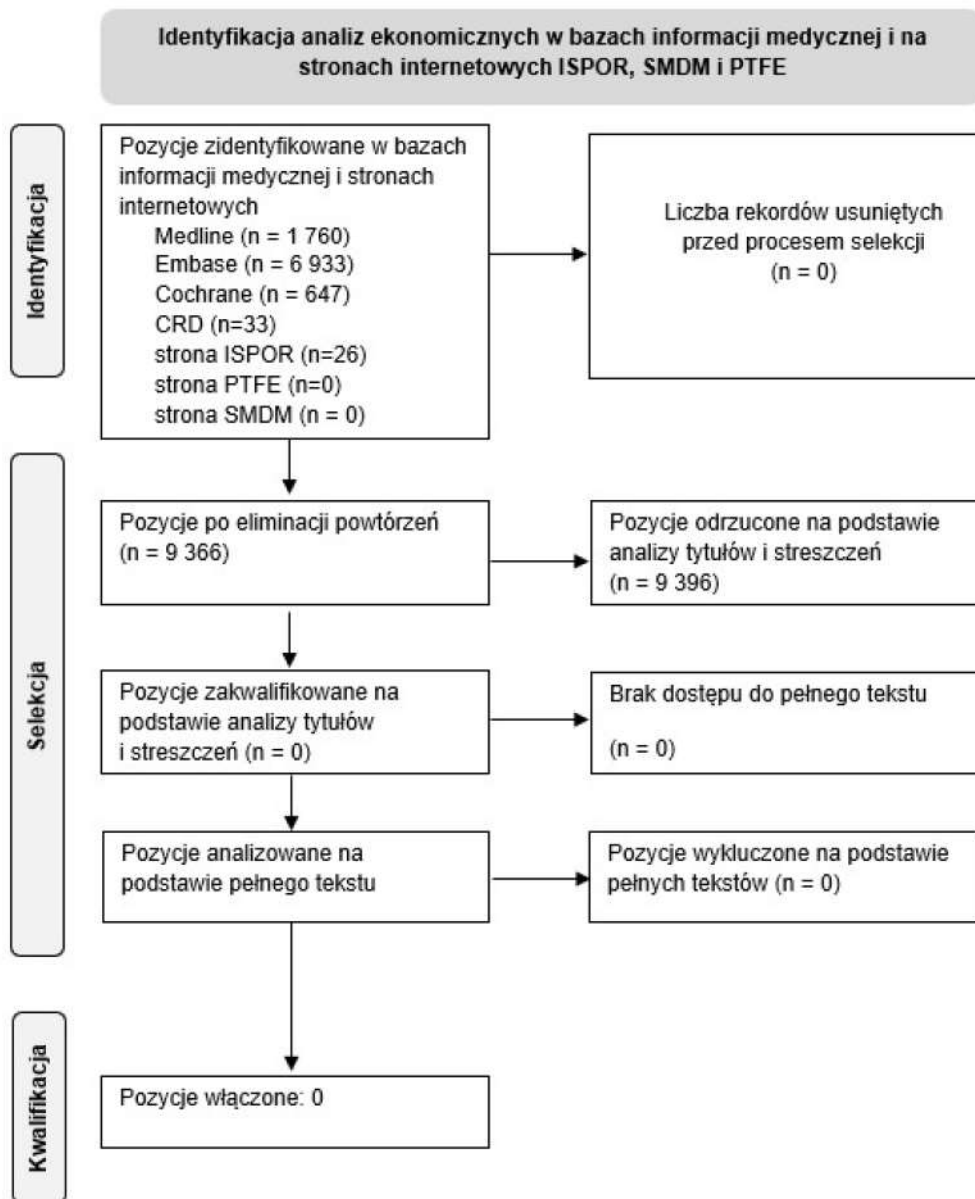 Identyfikacja analiz ekonomicznych w bazach informacji medycznej i na
stronach internetowych ISPOR, SMDM i PTFE
Identyfikacja
Pozycje zidentyfikowane w bazach
informacji medycznej i stronach
internetowych
Medline (n = 1 760)
Embase (n = 6 933)
Cochrane (n = 647)
CRD (n=33)
strona ISPOR (n=26)
strona PTFE (n=0)
strona SMDM (n = 0)
Liczba rekordów usuniętych
przed procesem selekcji
(n = 0)
Selekcja
Pozycje po eliminacji powtórzeń
(n = 9 366)
Pozycje odrzucone na podstawie
analizy tytułów i streszczeń
(n = 9 396)
Pozycje zakwalifikowane na
podstawie analizy tytułów
i streszczeń (n = 0)
Brak dostępu do pełnego tekstu
(n = 0)
Pozycje analizowane na
podstawie pełnego tekstu
Pozycje wykluczone na podstawie
pełnych tekstów (n = 0)
Kwalifikacja
Pozycje włączone: 0